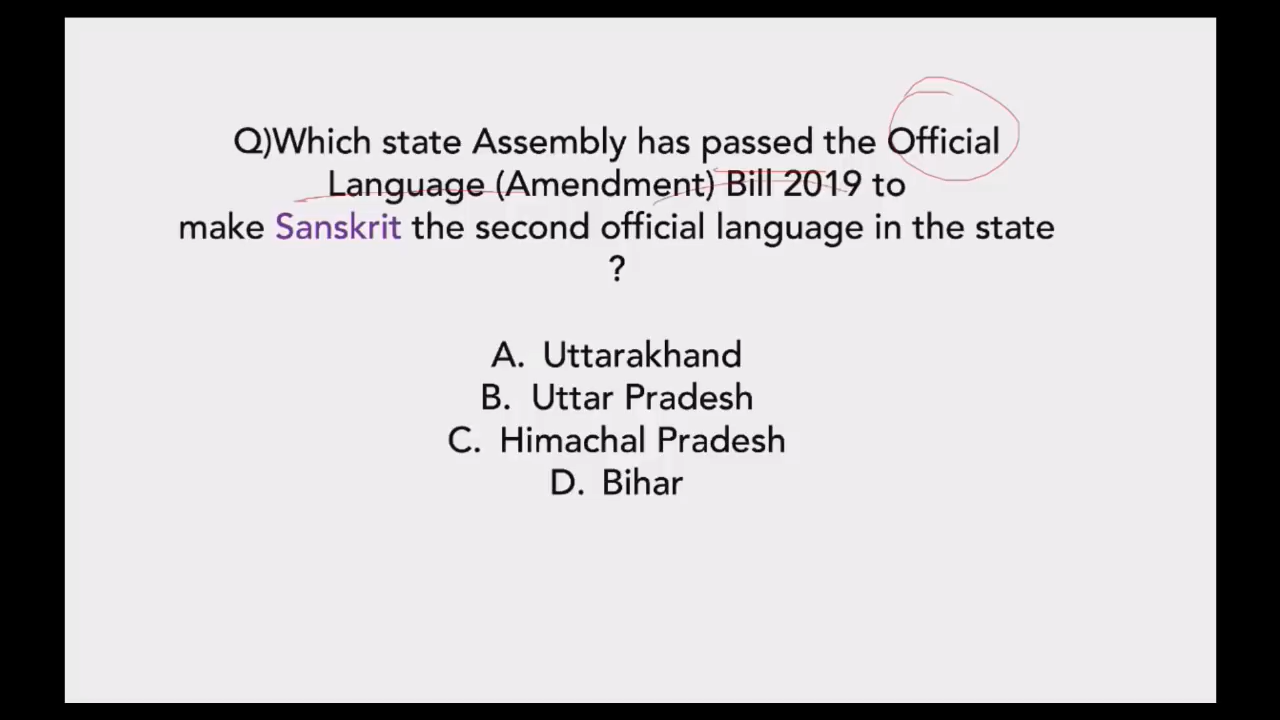 Q)Which state Assembly has passed the Official
Language (Amendment) Bill 2019 to
make Sanskrit the second official language in the state
?
A. Uttarakhand
B. Uttar Pradesh
C. Himachal Pradesh
D. Bihar